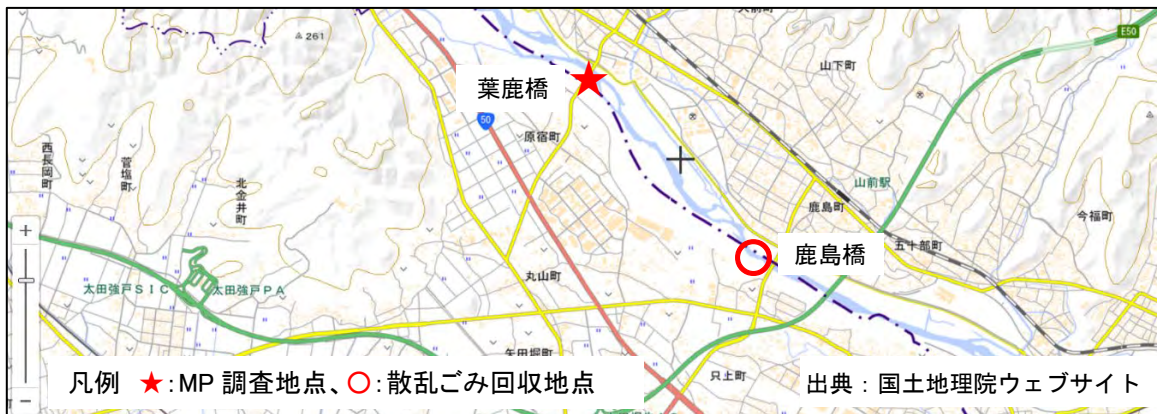 261
E50
山下町
葉鹿橋
50
原宿町
西長岡町
菅塩町
北金井町
山前駅
鹿島町
今福町
五十部町
鹿島橋
丸山町
太田強戸SIC
太田強戸PA
矢田堀町
只上町
凡例 ★:MP 調査地点、○:散乱ごみ回収地点
出典:国土地理院ウェブサイト